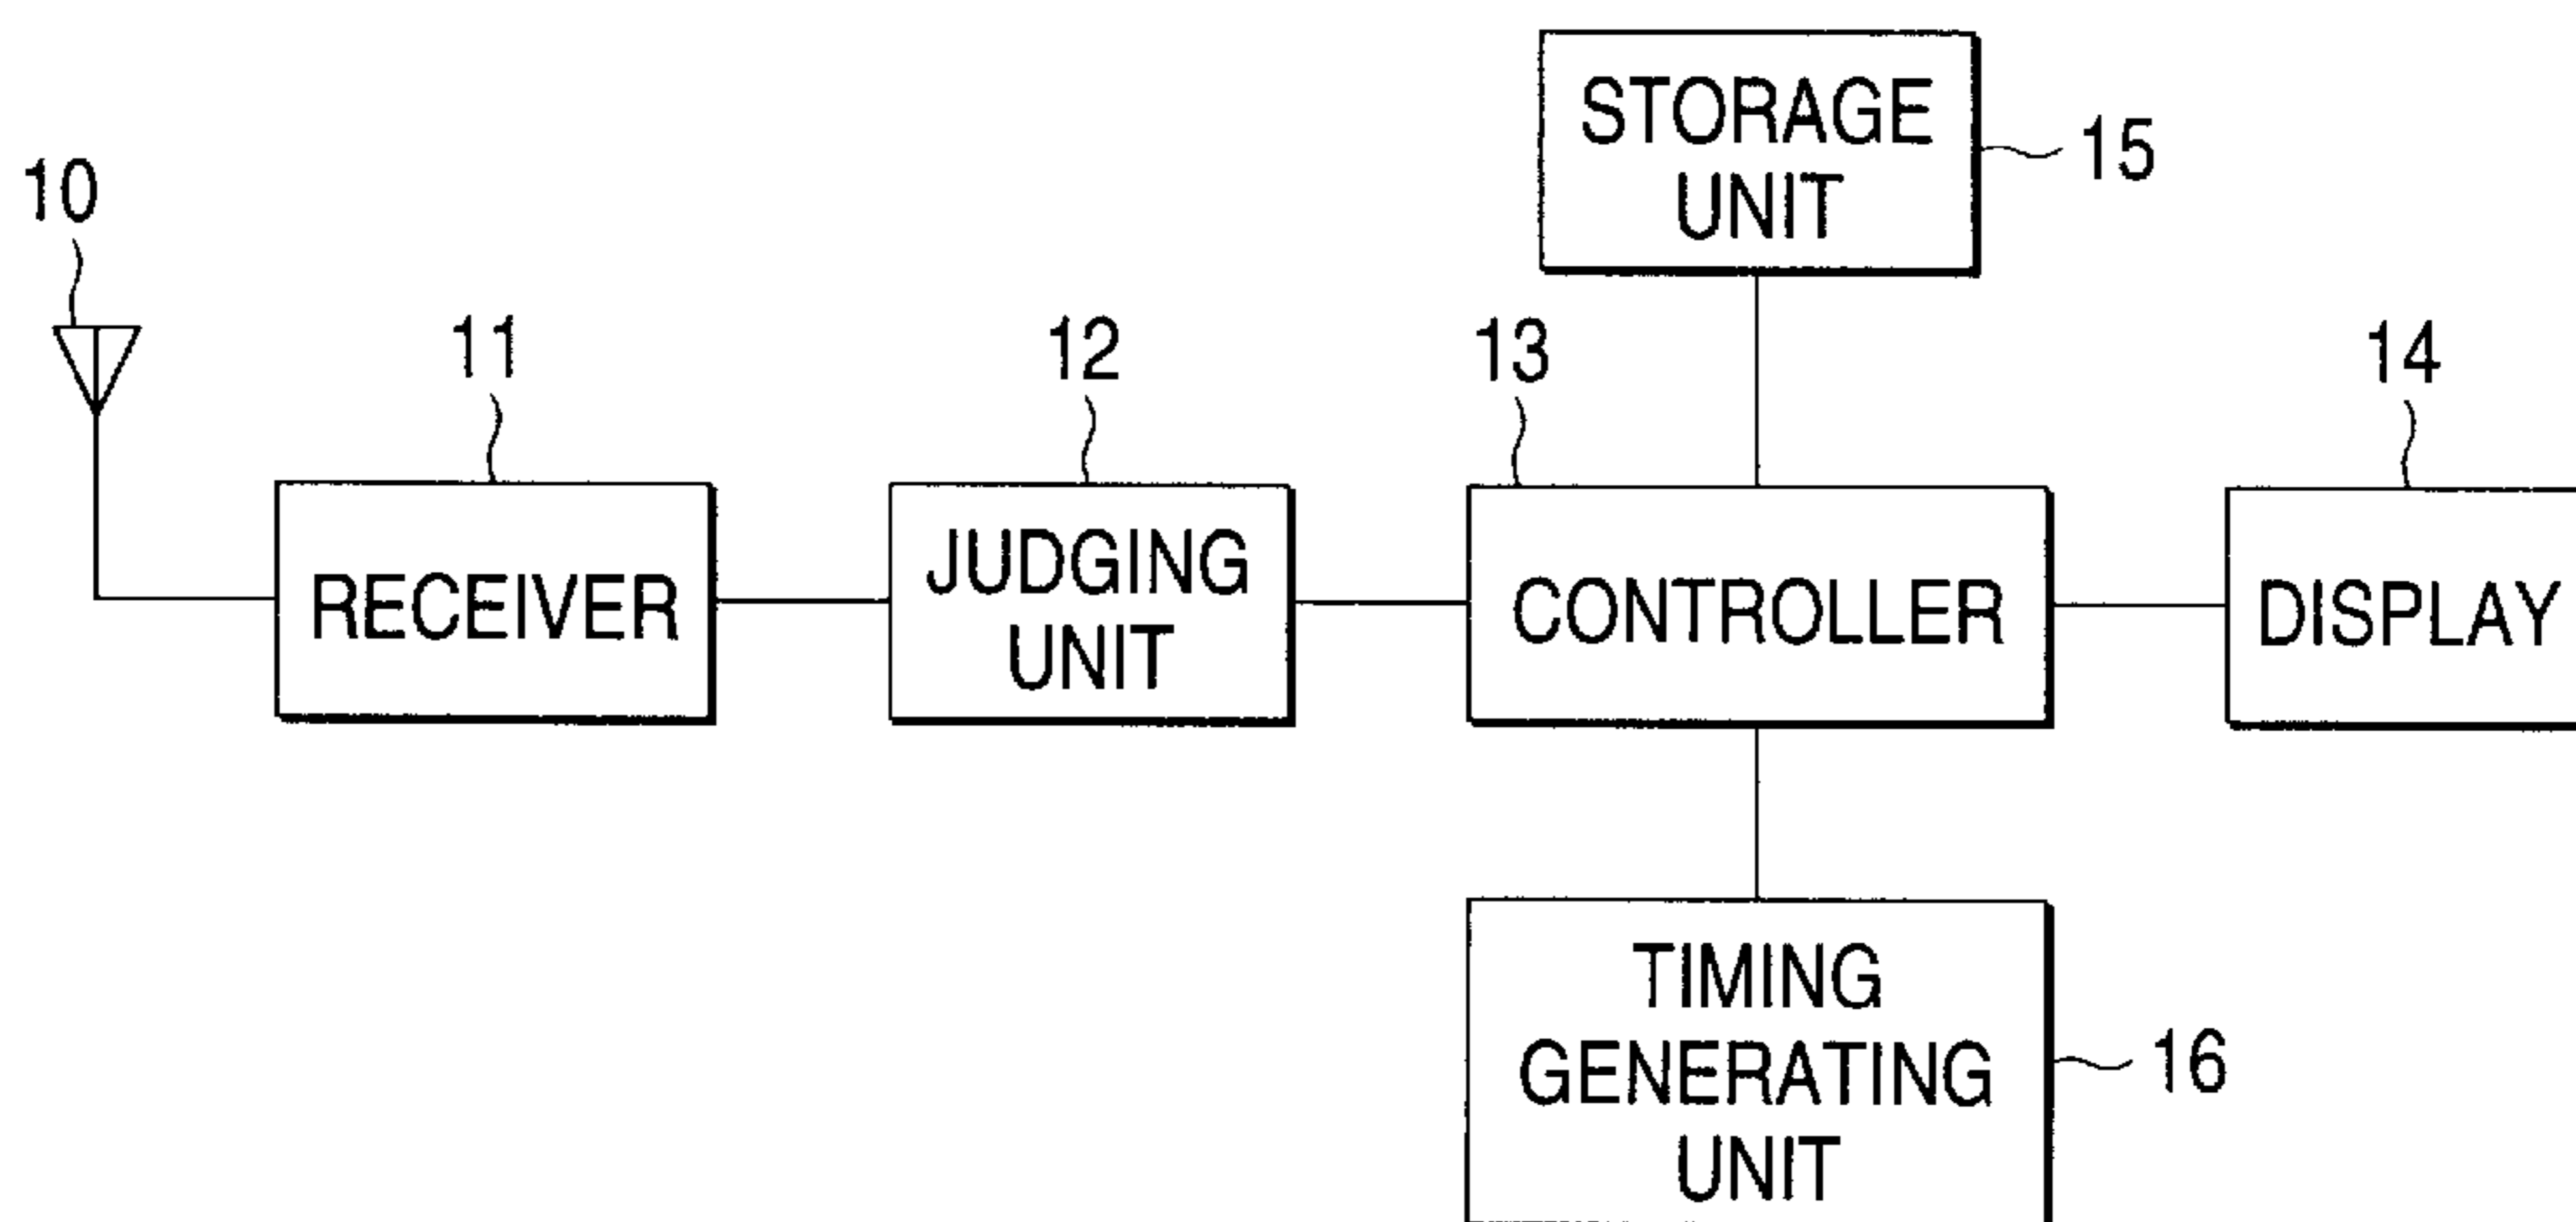 STORAGE
UNIT
15
10
11
12
13
14
RECEIVER
JUDGING
UNIT
CONTROLLER
DISPLAY
TIMING
GENERATING
UNIT
16